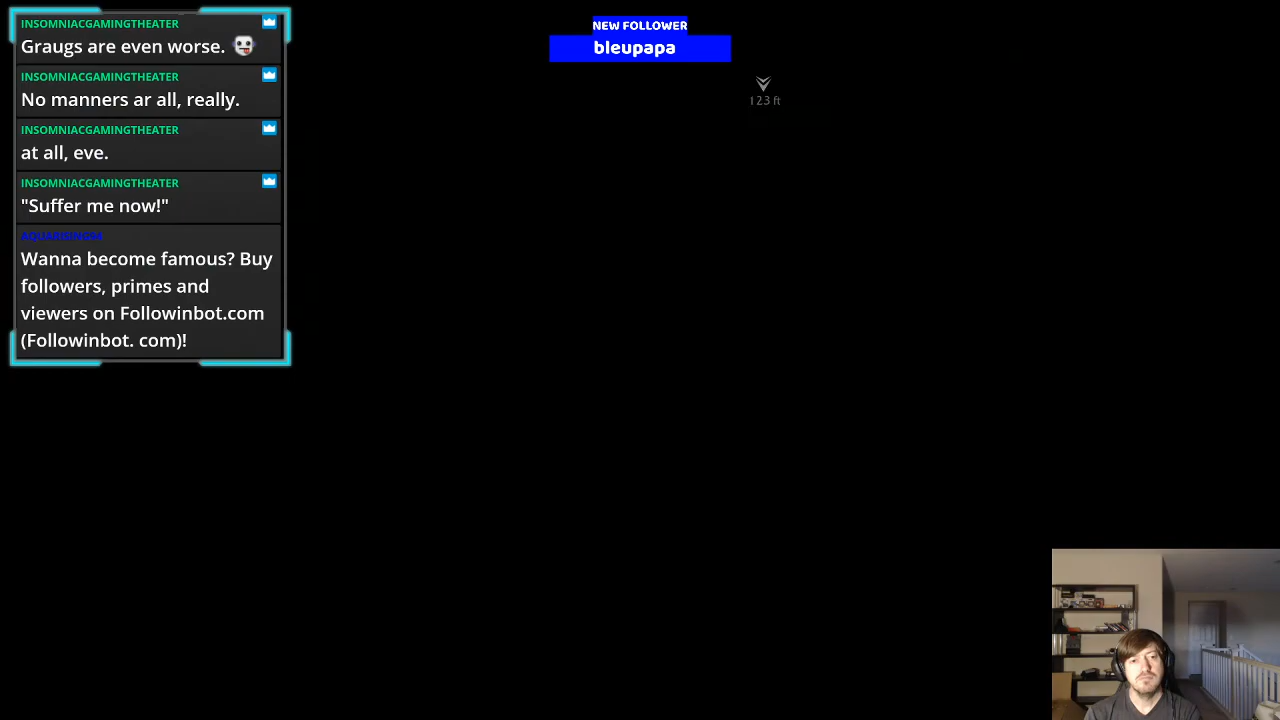 INSOMNIACGAMINGTHEATER
Graugs are even worse.
INSOMNIACGAMINGTHEATER
No manners ar all, really.
INSOMNIACGAMINGTHEATER
at all, eve.
INSOMNIACGAMINGTHEATER
"Suffer me now!"
AQUARISING94
Wanna become famous? Buy
followers, primes and
viewers on Followinbot.com
(Followinbot. com)!
NEW FOLLOWER
bleupapa
123 ft